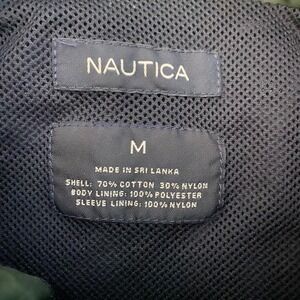 NAUTICA
M
MADE IN SRI LANKA
SHELL: 70% COTTON 30% NYLON
BODY LINING: 100% POLYESTER
SLEEVE LINING: 100% NYLON